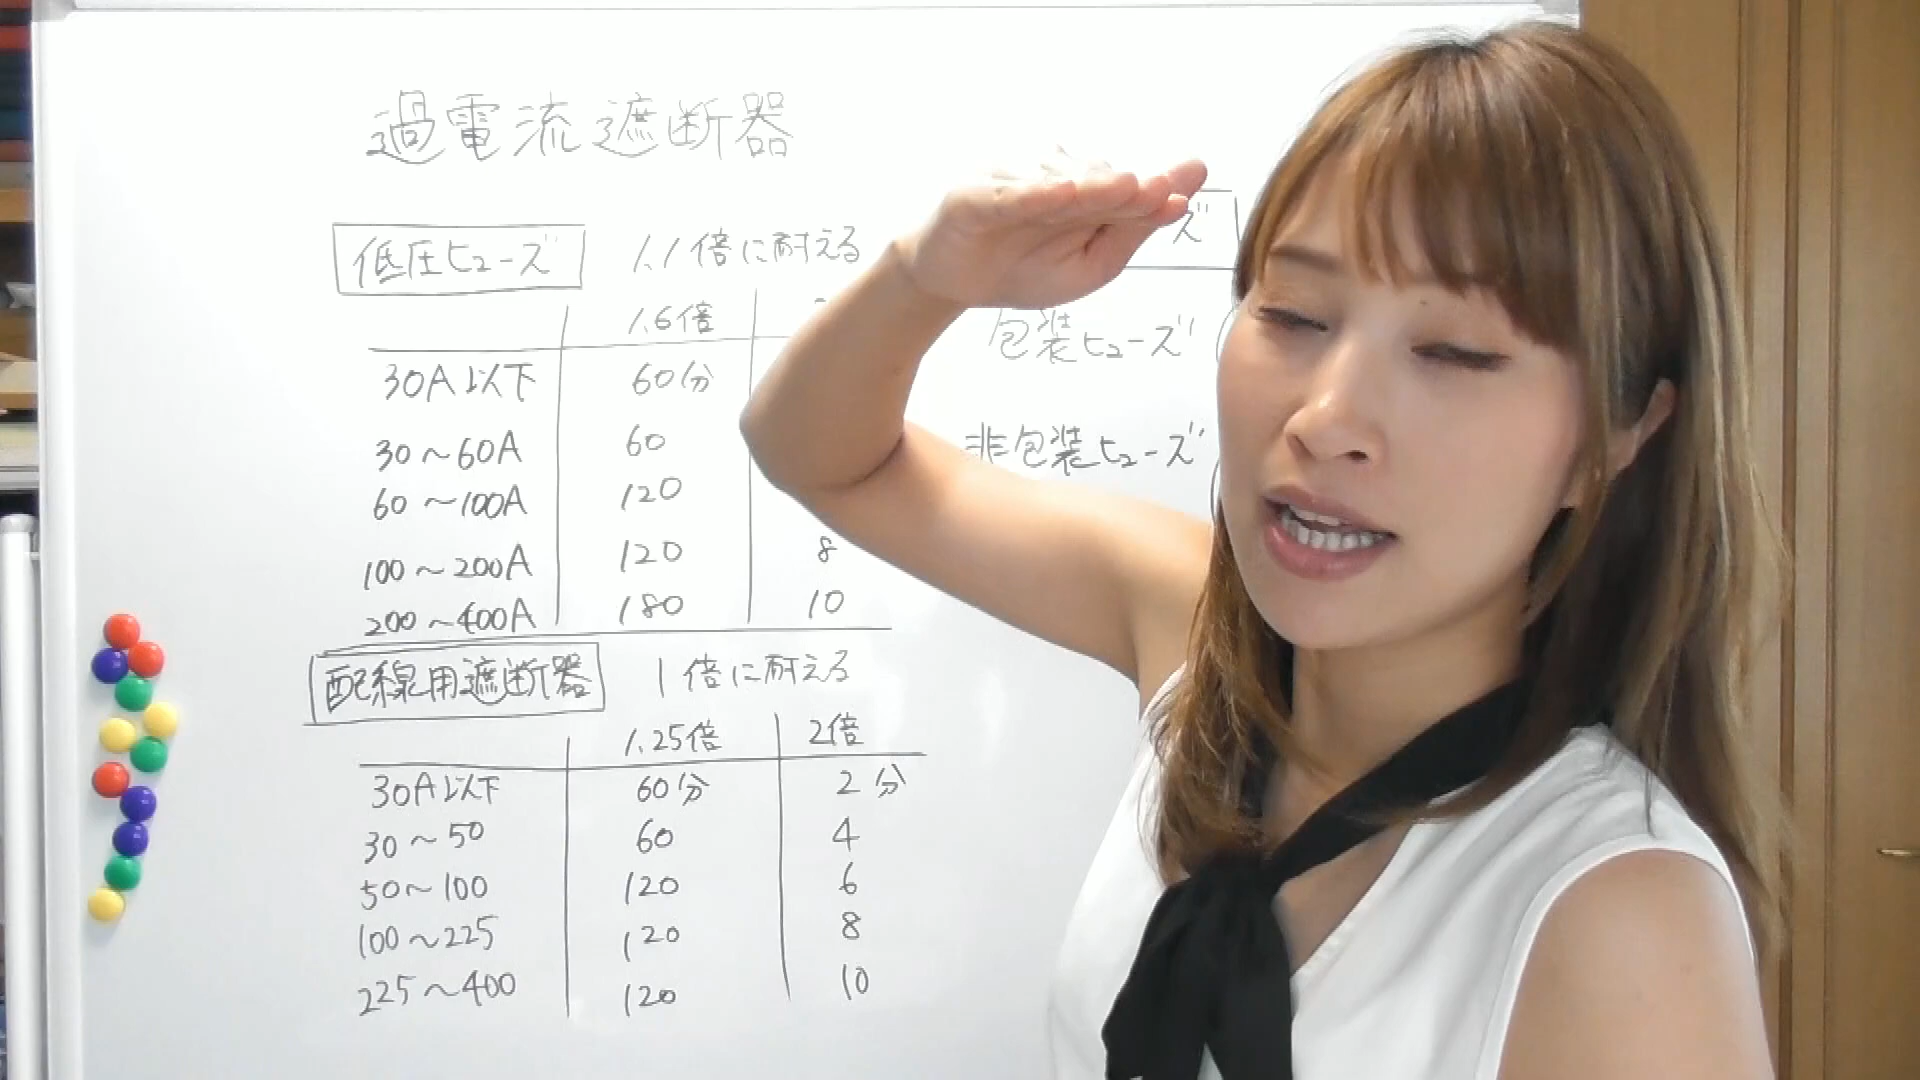 過電流遮断器
低圧ヒューズ 1.1倍に耐える
1.6倍
30A以下 60分
30～60A 60
60～100A 120
100～200A 120 8
200～400A 180 10
配線用遮断器 1倍に耐える
1.25倍 2倍
30A以下 60分 2分
30～50 60 4
50～100 120 6
100～225 120 8
225～400 120 10
ズ
包装ヒューズ
非包装ヒューズ